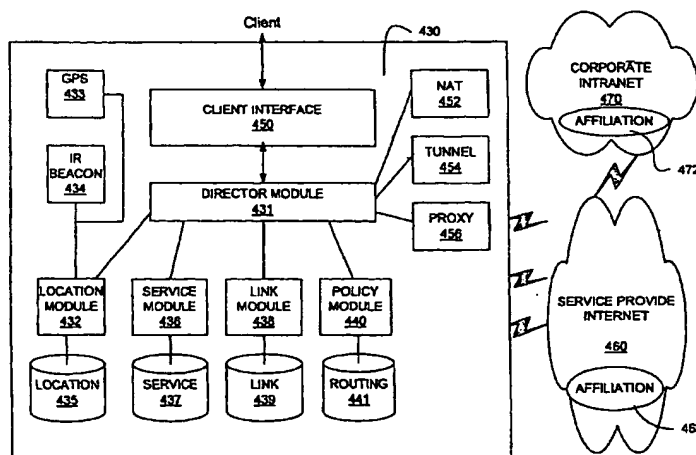 Client
430
GPS
433
CLIENT INTERFACE
450
NAT
452
IR
BEACON
434
TUNNEL
454
DIRECTOR MODULE
431
PROXY
456
LOCATION
MODULE
432
SERVICE
MODULE
436
LINK
MODULE
438
POLICY
MODULE
440
LOCATION
435
SERVICE
437
LINK
439
ROUTING
441
CORPORATE
INTRANET
470
AFFILIATION
472
SERVICE PROVIDE
INTERNET
460
AFFILIATION